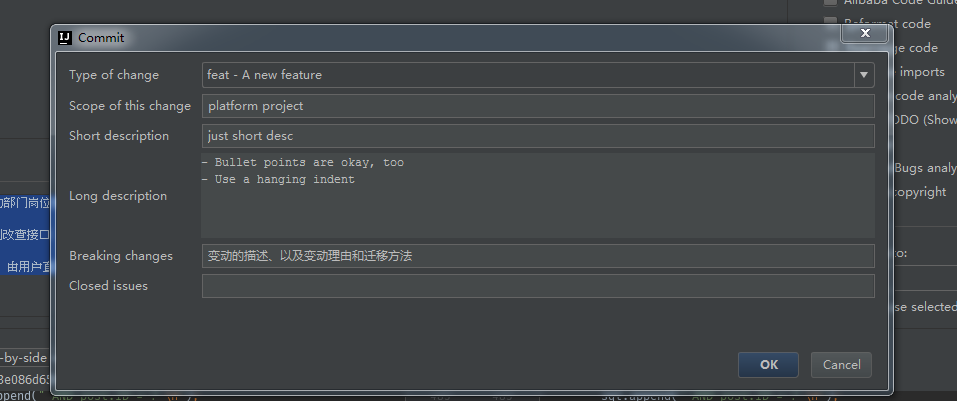 Alibaba Code Guide
Reformat code
Commit
ge code
Type of change
feat - A new feature
imports
Scope of this change
platform project
code analy
ODO (Show
Short description
just short desc
- Bullet points are okay, too
- Use a hanging indent
Bugs analy
Long description
opyright
部门岗位
改查接口
Breaking changes
变动的描述、以及变动理由和迁移方法
to:
由用户直
Closed issues
se selected
-by-side
OK
Cancel
3e086d65